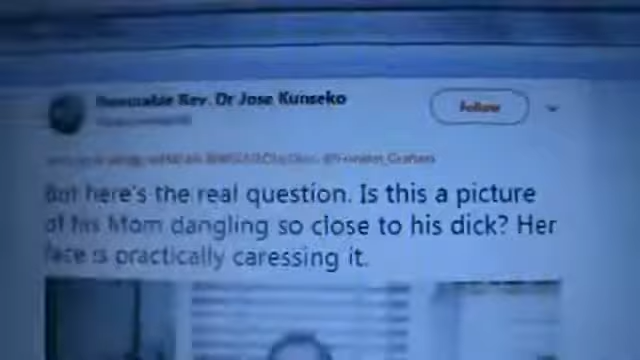 Honorable Rev. Dr Jose Kunseko
Follow
But here's the real question. Is this a picture
of his Mom dangling so close to his dick? Her
face is practically caressing it.